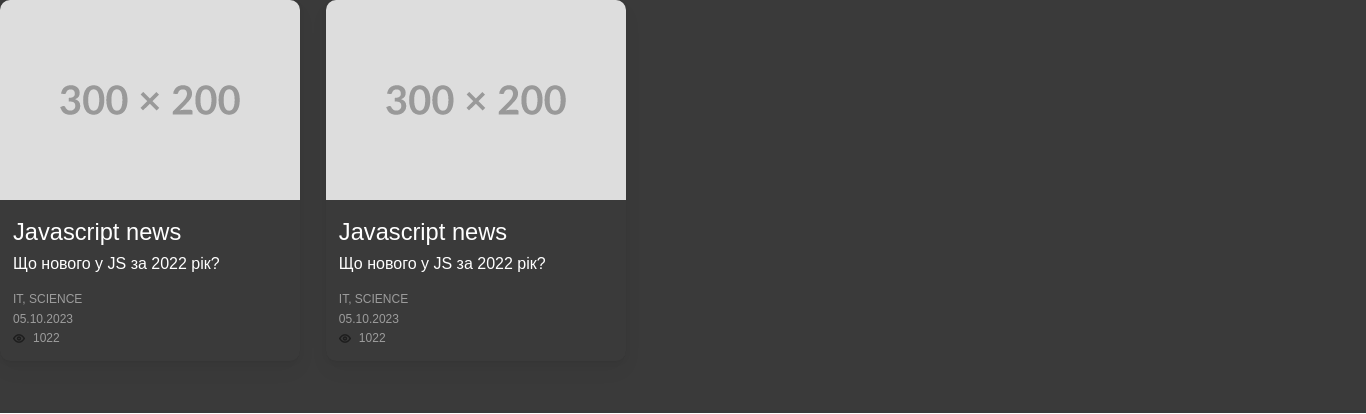 300 × 200
Javascript news
Що нового у JS за 2022 рік?
IT, SCIENCE
05.10.2023
1022
300 × 200
Javascript news
Що нового у JS за 2022 рік?
IT, SCIENCE
05.10.2023
1022